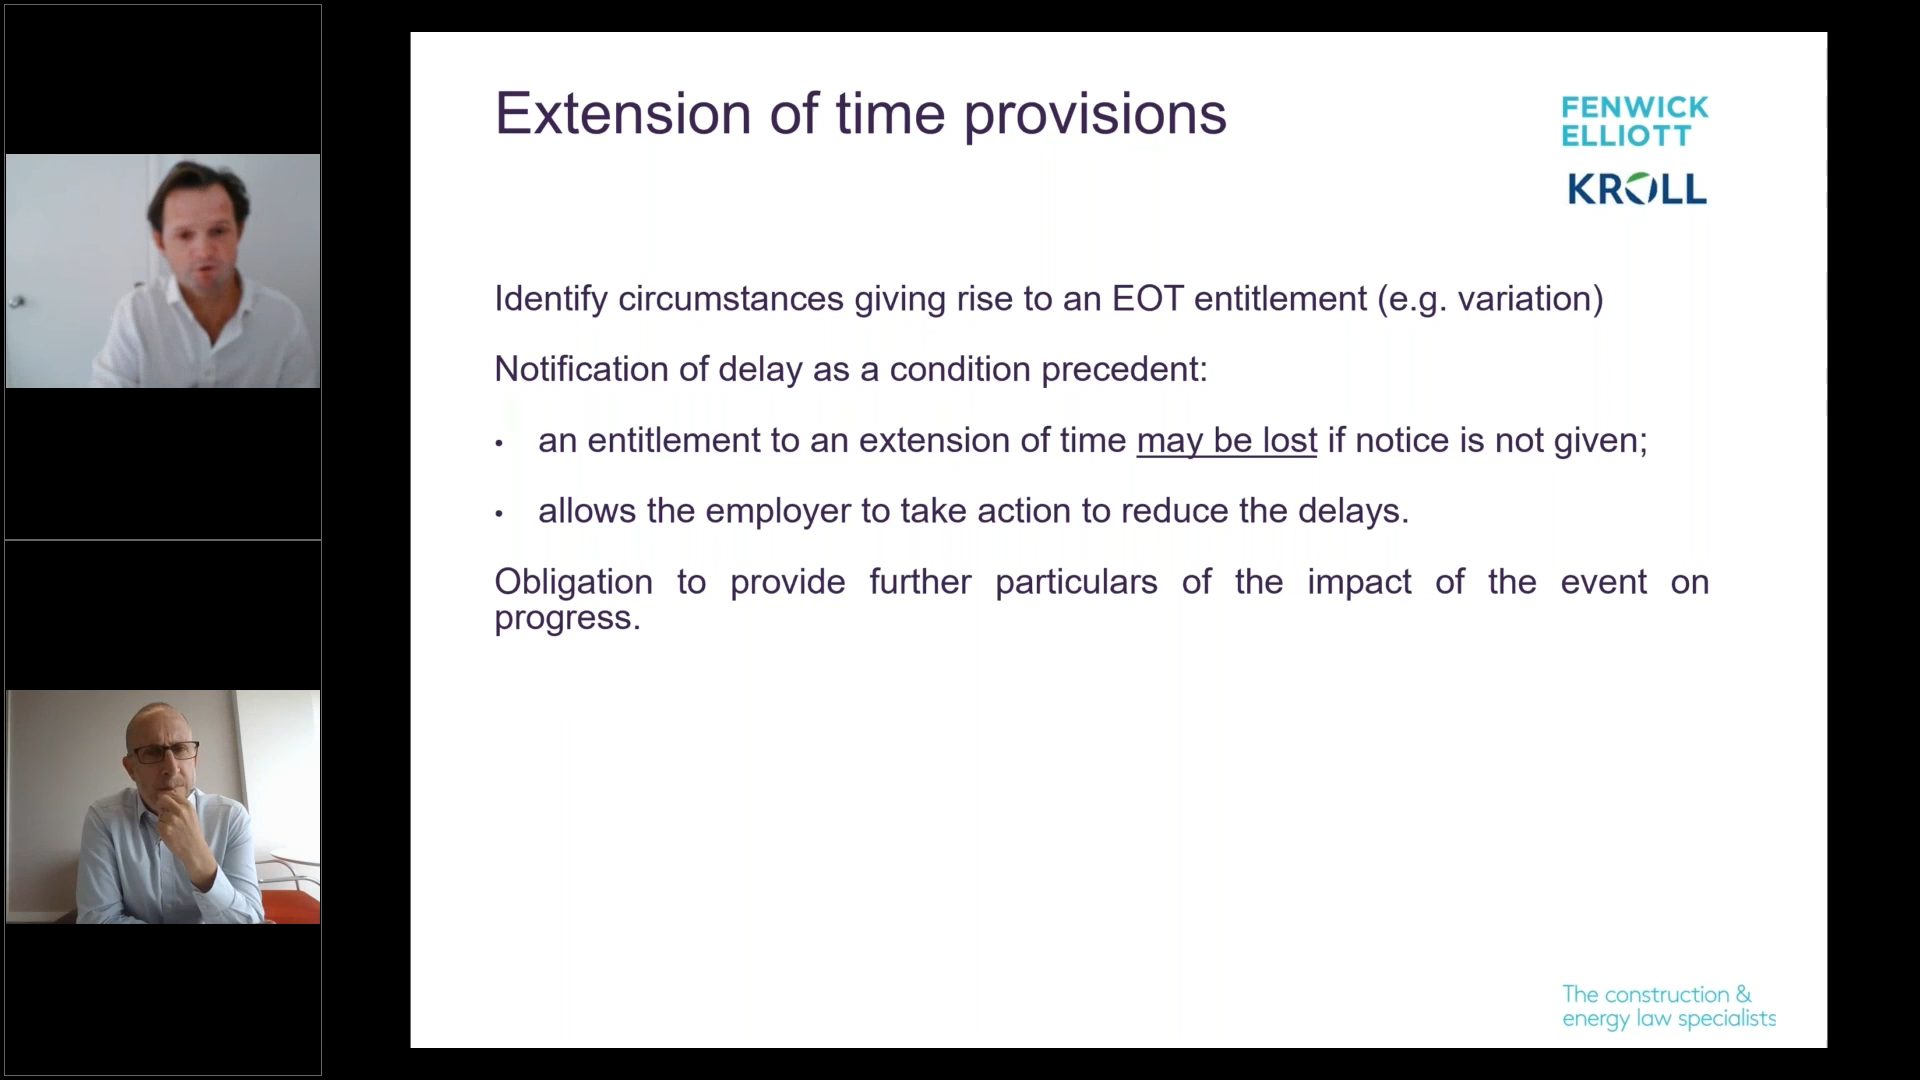 Extension of time provisions
FENWICK
ELLIOTT
KROLL
Identify circumstances giving rise to an EOT entitlement (e.g. variation)
Notification of delay as a condition precedent:
• an entitlement to an extension of time may be lost if notice is not given;
• allows the employer to take action to reduce the delays.
Obligation to provide further particulars of the impact of the event on
progress.
The construction &
energy law specialists